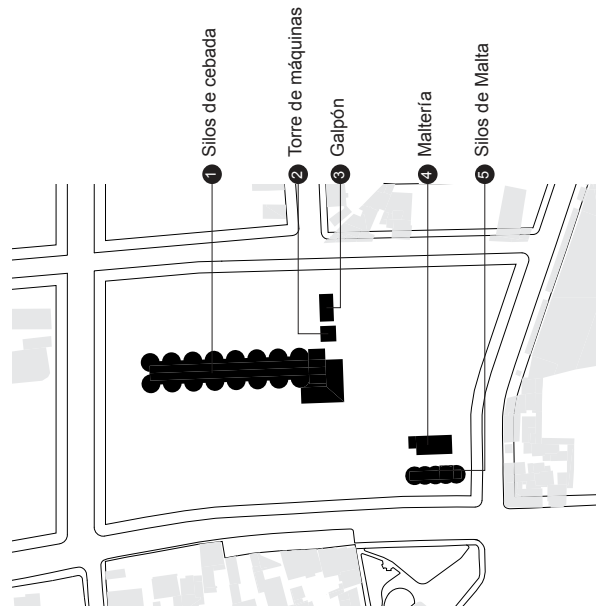 1 Silos de cebada
2 Torre de máquinas
3 Galpón
4 Maltería
5 Silos de Malta